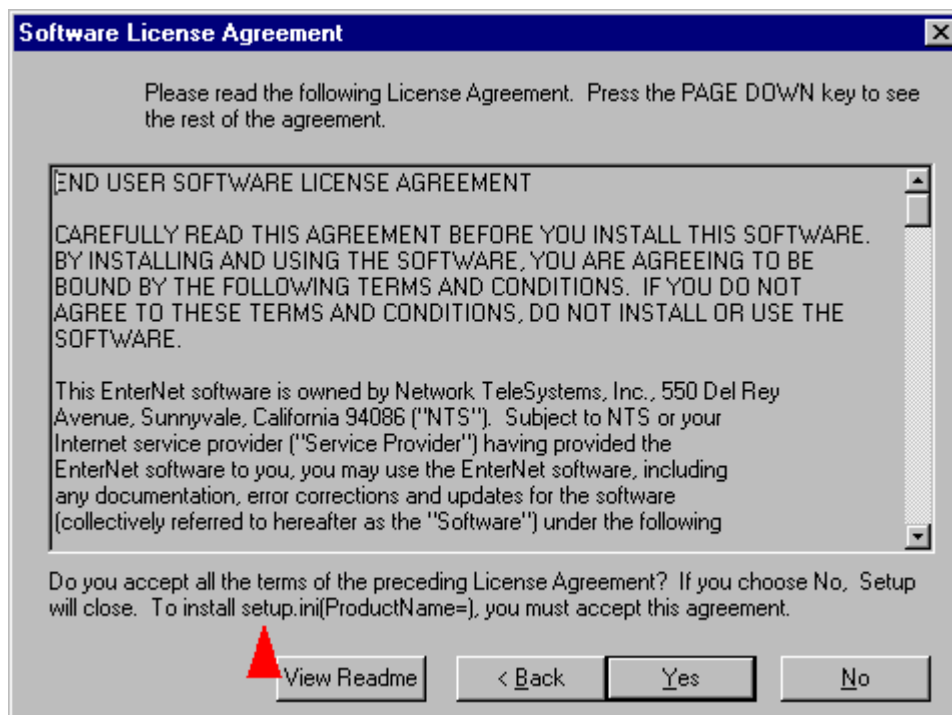 Software License Agreement
Please read the following License Agreement.  Press the PAGE DOWN key to see
the rest of the agreement.
END USER SOFTWARE LICENSE AGREEMENT
CAREFULLY READ THIS AGREEMENT BEFORE YOU INSTALL THIS SOFTWARE.
BY INSTALLING AND USING THE SOFTWARE, YOU ARE AGREEING TO BE
BOUND BY THE FOLLOWING TERMS AND CONDITIONS.  IF YOU DO NOT
AGREE TO THESE TERMS AND CONDITIONS, DO NOT INSTALL OR USE THE
SOFTWARE.
This EnterNet software is owned by Network TeleSystems, Inc., 550 Del Rey
Avenue, Sunnyvale, California 94086 ("NTS").  Subject to NTS or your
Internet service provider ("Service Provider") having provided the
EnterNet software to you, you may use the EnterNet software, including
any documentation, error corrections and updates for the software
(collectively referred to hereafter as the "Software") under the following
Do you accept all the terms of the preceding License Agreement?  If you choose No,  Setup
will close.  To install setup.ini(ProductName=), you must accept this agreement.
View Readme
< Back
Yes
No